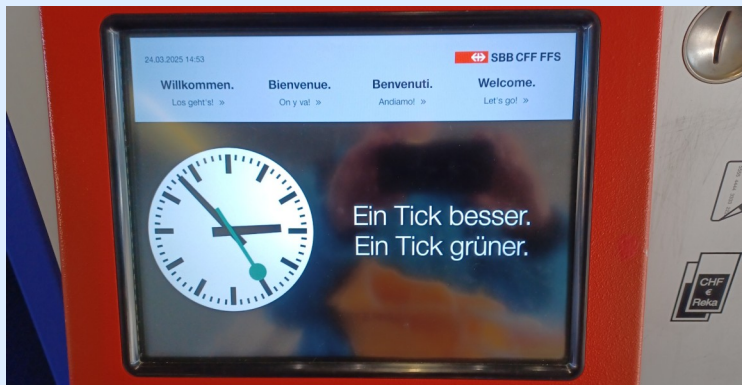 24.03.2025 14:53
SBB CFF FFS
Willkommen. Bienvenue. Benvenuti. Welcome.
Los geht's! » On y va! » Andiamo! » Let's go! »
Ein Tick besser.
Ein Tick grüner.
CHF
€
Reka